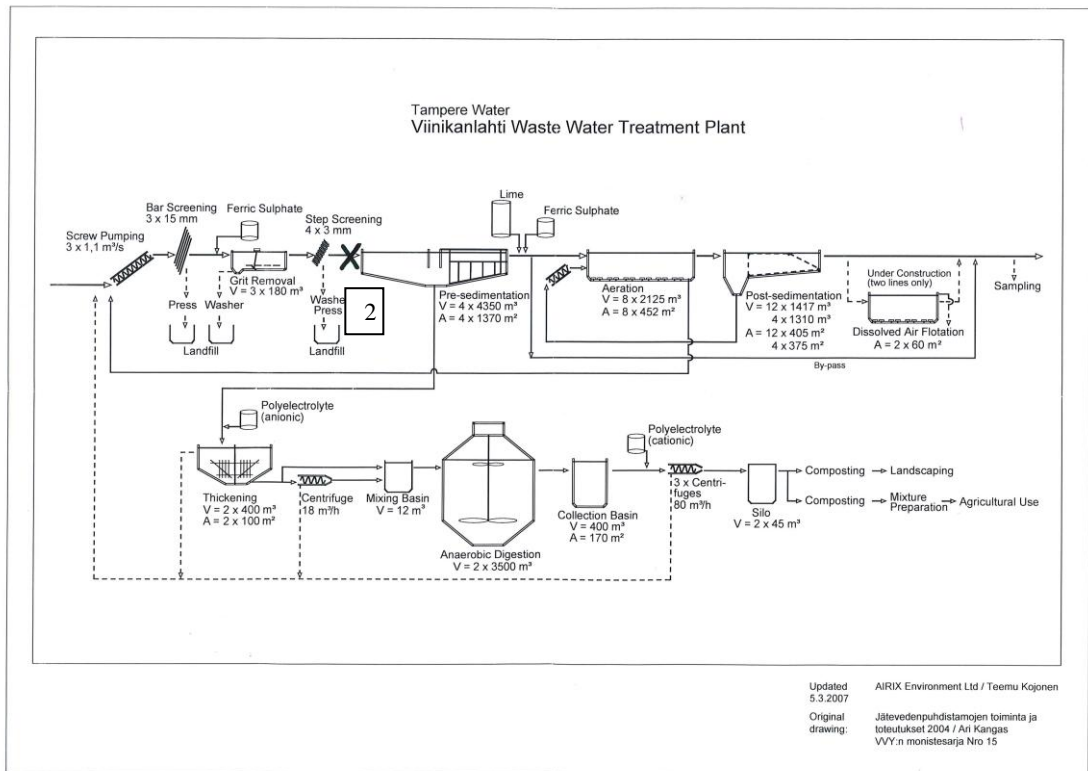 Tampere Water
Viinikanlahti Waste Water Treatment Plant
Screw Pumping
3 x 1,1 m³/s
Bar Screening
3 x 15 mm
Ferric Sulphate
Grit Removal
V = 3 x 180 m³
Step Screening
4 x 3 mm
Press
Washer
Landfill
Washe
Press
2
Landfill
Pre-sedimentation
V = 4 x 4350 m³
A = 4 x 1370 m²
Lime
Ferric Sulphate
Aeration
V = 8 x 2125 m³
A = 8 x 452 m²
Post-sedimentation
V = 12 x 1417 m³
4 x 1310 m³
A = 12 x 405 m²
4 x 375 m²
Under Construction
(two lines only)
Dissolved Air Flotation
A = 2 x 60 m²
Sampling
By-pass
Polyelectrolyte
(anionic)
Thickening
V = 2 x 400 m³
A = 2 x 100 m²
Centrifuge
18 m³/h
Mixing Basin
V = 12 m³
Anaerobic Digestion
V = 2 x 3500 m³
Collection Basin
V = 400 m³
A = 170 m²
Polyelectrolyte
(cationic)
3 x Centri-
fuges
80 m³/h
Silo
V = 2 x 45 m³
Composting
Landscaping
Composting
Mixture
Preparation
Agricultural Use
Updated
5.3.2007
AIRIX Environment Ltd / Teemu Kojonen
Original
drawing:
Jätevedenpuhdistamojen toiminta ja
toteutukset 2004 / Ari Kangas
VVY:n monistesarja Nro 15